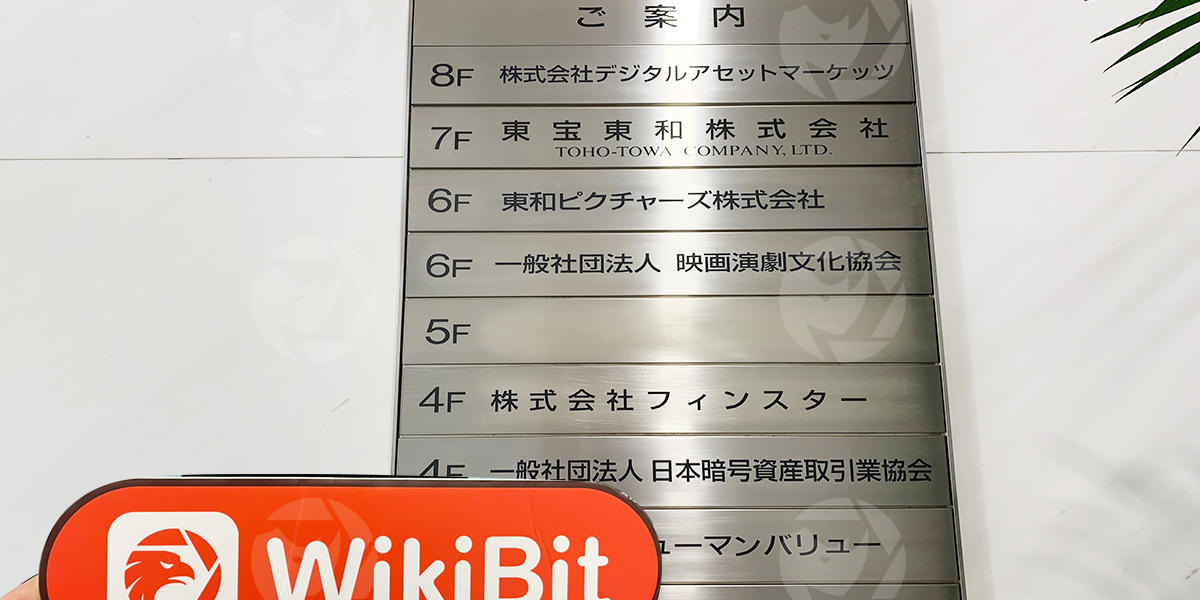 ご案内
8F 株式会社デジタルアセットマーケッツ
7F 東宝東和株式会社
TOHO-TOWA COMPANY, LTD.
6F 東和ピクチャーズ株式会社
6F 一般社団法人 映画演劇文化協会
5F
4F 株式会社フィンスター
4F 一般社団法人 日本暗号資産取引業協会
ューマンバリュー
WikiBit